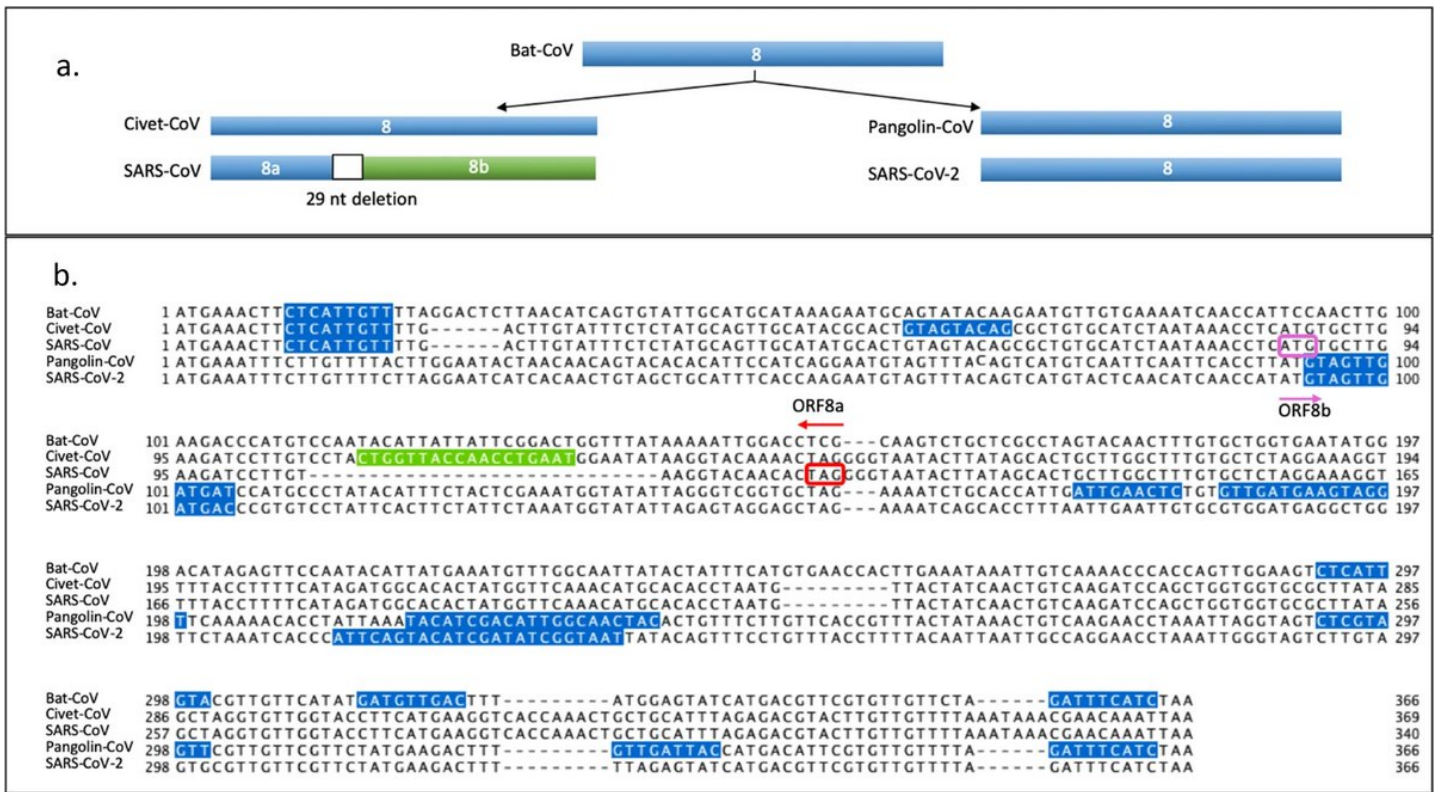 a.
Bat-CoV 8
Civet-CoV 8
Pangolin-CoV 8
SARS-CoV 8a 8b
SARS-CoV-2 8
29 nt deletion
b.
Bat-CoV 1 ATGAAACTTCTCATTGTTTTAGGACTCTTAACATCAGTGTATTGCATGCATAAAGAATGCAGTATACAAGAATGTTGTGAAAATCAACCATTCCAACTTG 100
Civet-CoV 1 ATGAAACTTCTCATTGTTTTG------ACTTGTATTTCTCTATGCAGTTGCATACGCACTGTAGTACAGCGCTGTGCATCTAATAAACCTCATGTGCTTG 94
SARS-CoV 1 ATGAAACTTCTCATTGTTTTG------ACTTGTATTTCTCTATGCAGTTGCATATGCACTGTAGTACAGCGCTGTGCATCTAATAAACCTCATGTGCTTG 94
Pangolin-CoV 1 ATGAAATTTCTTGTTTTACTTGGAATACTAACAACAGTACACACATTCCATCAGGAATGTAGTTTACAGTCATGTCAATTCAATTCACCTTATGTAGTTG 100
SARS-CoV-2 1 ATGAAATTTCTTGTTTTCTTAGGAATCATCACAACTGTAGCTGCATTTCACCAAGAATGTAGTTTACAGTCATGTACTCAACATCAACCATATGTAGTTG 100
ORF8a ORF8b
Bat-CoV 101 AAGACCCATGTCCAATACATTATTATTCGGACTGGTTTATAAAAATTGGACCTCG---CAAGTCTGCTCGCCTAGTACAACTTTGTGCTGGTGAATATGG 197
Civet-CoV 95 AAGATCCTTGTCCTACTGGTTACCAACCTGAATGGAATATAAGGTACAAAACTAGGGGTAATACTTATAGCACTGCTTGGCTTTGTGCTCTAGGAAAGGT 194
SARS-CoV 95 AAGATCCTTGT-----------------------------AAGGTACAACACTAGGGGTAATACTTATAGCACTGCTTGGCTTTGTGCTCTAGGAAAGGT 165
Pangolin-CoV 101 ATGATCCATGCCCTATACATTTCTACTCGAAATGGTATATTAGGGTCGGTGCTAG---AAAATCTGCACCATTGATTGAACTCTGTGTTGATGAAGTAGG 197
SARS-CoV-2 101 ATGACCCGTGTCCTATTCACTTCTATTCTAAATGGTATATTAGAGTAGGAGCTAG---AAAATCAGCACCTTTAATTGAATTGTGCGTGGATGAGGCTGG 197
Bat-CoV 198 ACATAGAGTTCCAATACATTATGAAATGTTTGGCAATTATACTATTTCATGTGAACCACTTGAAATAAATTGTCAAAACCCACCAGTTGGAAGTCTCATT 297
Civet-CoV 195 TTTACCTTTTCATAGATGGCACACTATGGTTCAAACATGCACACCTAATG---------TTACTATCAACTGTCAAGATCCAGCTGGTGGTGCGCTTATA 285
SARS-CoV 166 TTTACCTTTTCATAGATGGCACACTATGGTTCAAACATGCACACCTAATG---------TTACTATCAACTGTCAAGATCCAGCTGGTGGTGCGCTTATA 256
Pangolin-CoV 198 TTCAAAAACACCTATTAAATACATCGACATTGGCAACTACACTGTTTCTTGTTCACCGTTTACTATAAACTGTCAAGAACCTAAATTAGGTAGTCTCGTA 297
SARS-CoV-2 198 TTCTAAATCACCCATTCAGTACATCGATATCGGTAATTATACAGTTTCCTGTTTACCTTTTACAATTAATTGCCAGGAACCTAAATTGGGTAGTCTTGTA 297
Bat-CoV 298 GTACGTTGTTCATATGATGTTGACTTT---------ATGGAGTATCATGACGTTCGTGTTGTTCTA------GATTTCATCTAA 366
Civet-CoV 286 GCTAGGTGTTGGTACCTTCATGAAGGTCACCAAACTGCTGCATTTAGAGACGTACTTGTTGTTTTAAATAAACGAACAAATTAA 369
SARS-CoV 257 GCTAGGTGTTGGTACCTTCATGAAGGTCACCAAACTGCTGCATTTAGAGACGTACTTGTTGTTTTAAATAAACGAACAAATTAA 340
Pangolin-CoV 298 GTTCGTTGTTCGTTCTATGAAGACTTT---------GTTGATTACCATGACATTCGTGTTGTTTTA------GATTTCATCTAA 366
SARS-CoV-2 298 GTGCGTTGTTCGTTCTATGAAGACTTT---------TTAGAGTATCATGACGTTCGTGTTGTTTTA------GATTTCATCTAA 366